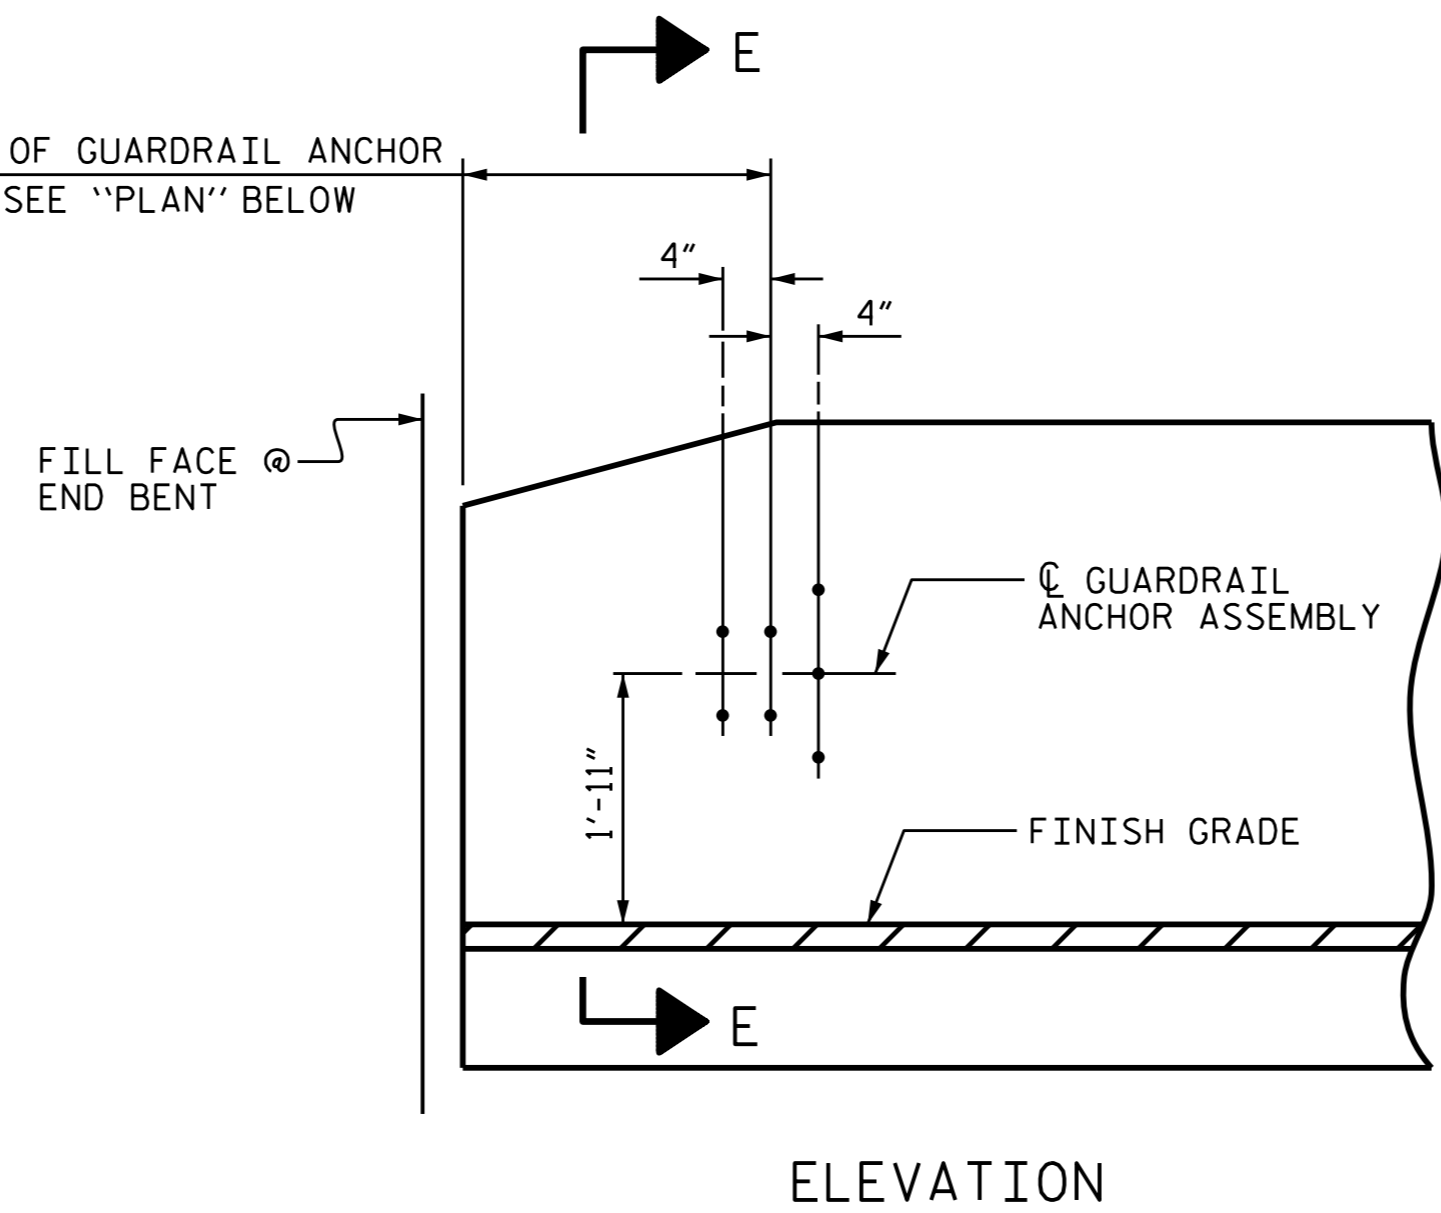 E
OF GUARDRAIL ANCHOR
SEE "PLAN" BELOW
4"
4"
FILL FACE @
END BENT
℄ GUARDRAIL
ANCHOR ASSEMBLY
1'-11"
FINISH GRADE
E
ELEVATION